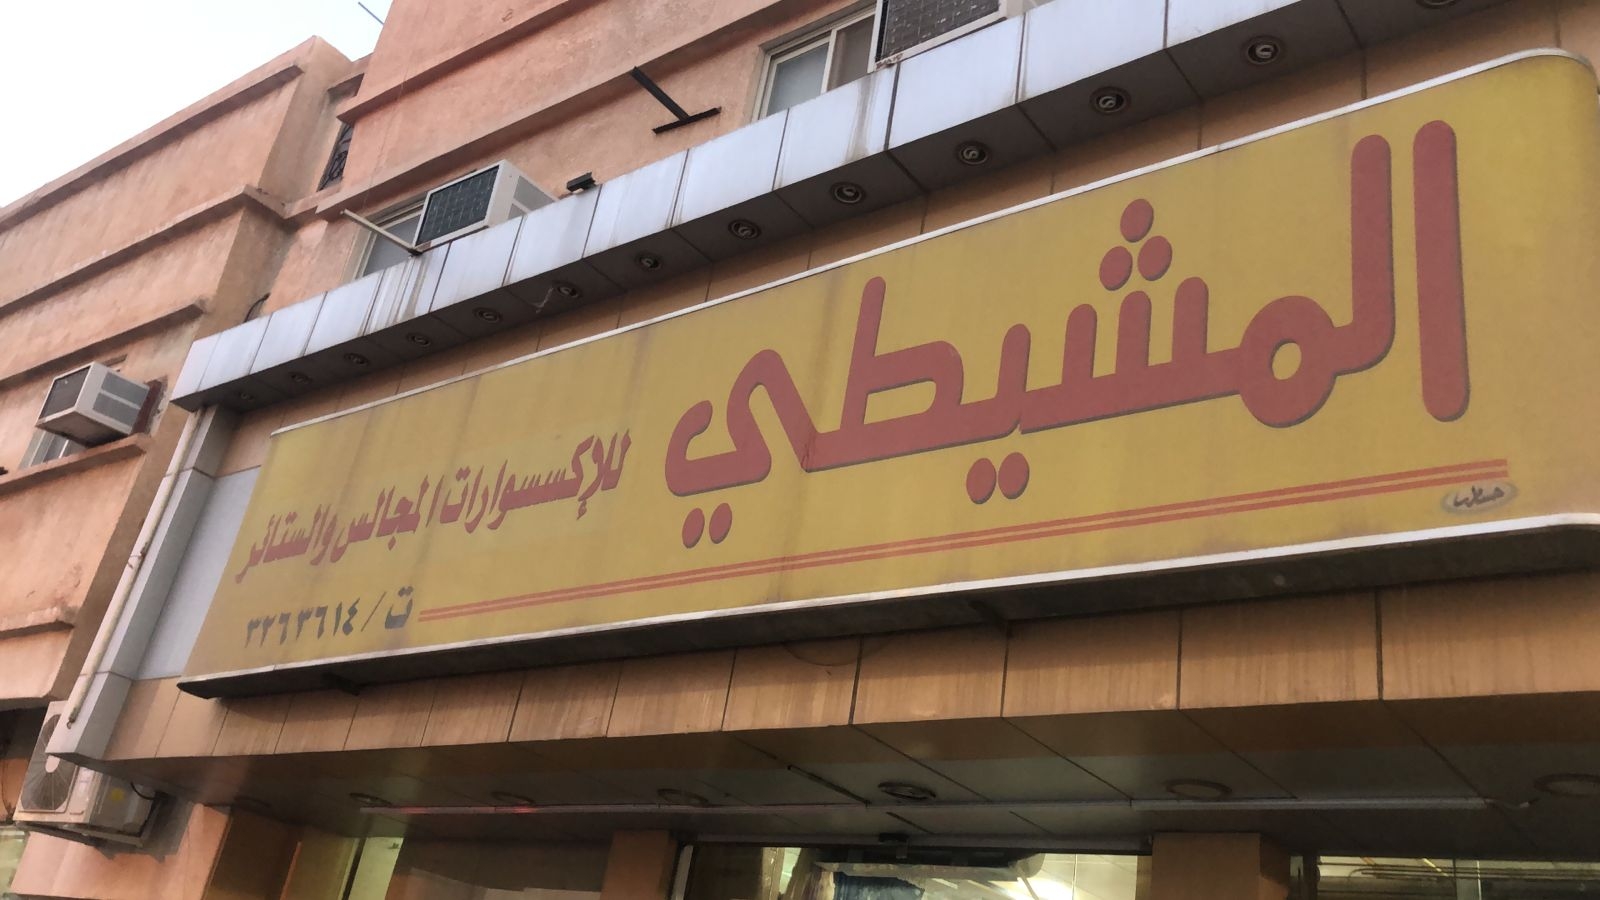 المشيطي
للإكسسوارات المجالس والستائر
ت / ٣٢٦٣٦١٤